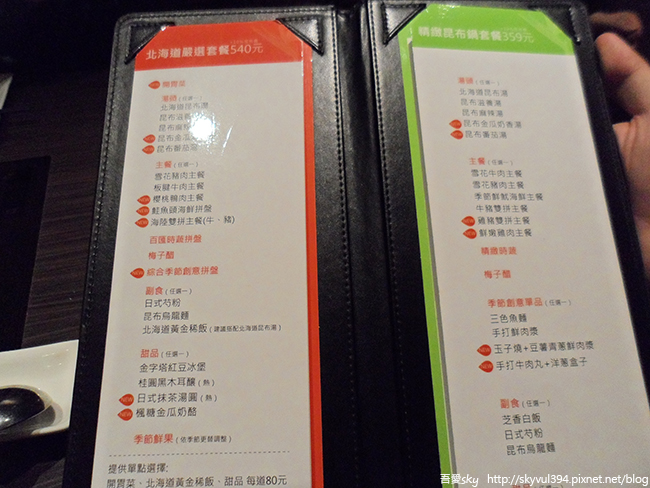 北海道嚴選套餐540元
開胃菜
湯頭(任選一)
北海道昆布湯
昆布滋養湯
昆布麻辣
昆布金瓜
昆布蕃茄湯
主餐(任選一)
雪花豬肉主餐
板腱牛肉主餐
櫻桃鴨肉主餐
鮭魚頭海鮮拼盤
海陸雙拼主餐(牛、豬)
百匯時蔬拼盤
梅子醋
綜合季節創意拼盤
副食(任選一)
日式芍粉
昆布烏龍麵
北海道黃金稀飯(建議搭配北海道昆布湯)
甜品(任選一)
金字塔紅豆冰堡
桂圓黑木耳釀(熱)
日式抹茶湯圓(熱)
楓糖金瓜奶酪
季節鮮果(依季節更替調整)
提供單點選擇:
開胃菜、北海道黃金稀飯、甜品 每道80元
精緻昆布鍋套餐359元
湯頭(任選一)
北海道昆布湯
昆布滋養湯
昆布麻辣湯
昆布金瓜奶香湯
昆布蕃茄湯
主餐(任選一)
雪花牛肉主餐
雪花豬肉主餐
季節鮮魷海鮮主餐
牛豬雙拼主餐
雞豬雙拼主餐
鮮嫩雞肉主餐
精緻時蔬
梅子醋
季節創意單品(任選一)
三色魚麵
手打鮮肉漿
玉子燒+豆薯青蔥鮮肉漿
手打牛肉丸+洋蔥盒子
副食(任選一)
芝香白飯
日式芍粉
昆布烏龍麵
吾愛sky http://skyvul394.pixnet.net/blog